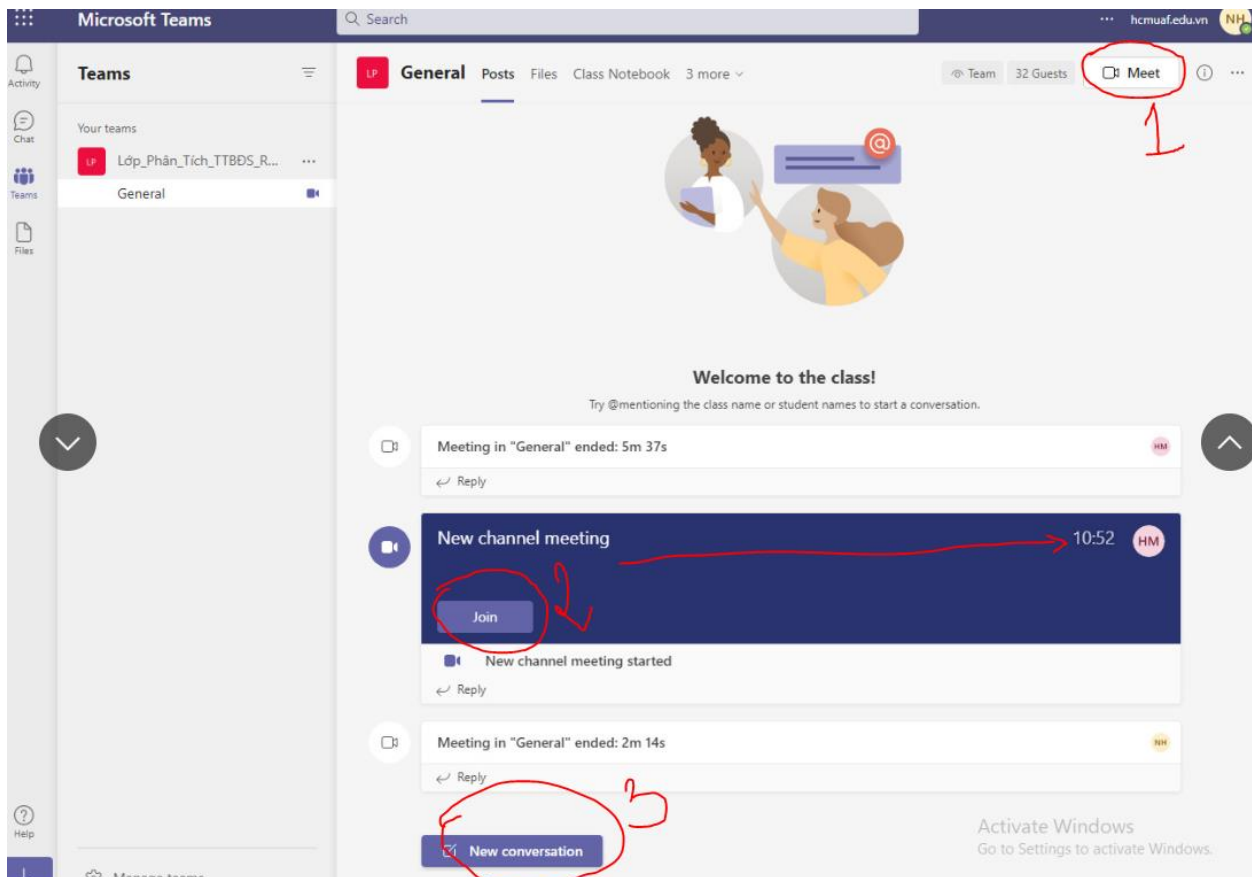 Microsoft Teams
Search
hcmuaf.edu.vn
NH
Activity
Chat
Teams
Files
Teams
Your teams
LP
Lớp_Phân_Tích_TTBĐS_R...
General
LP
General
Posts
Files
Class Notebook
3 more
Team
32 Guests
Meet
1
Welcome to the class!
Try @mentioning the class name or student names to start a conversation.
Meeting in "General" ended: 5m 37s
HM
Reply
New channel meeting
10:52
HM
Join
2
New channel meeting started
Reply
Meeting in "General" ended: 2m 14s
NH
Reply
3
New conversation
Help
Manage teams
Activate Windows
Go to Settings to activate Windows.